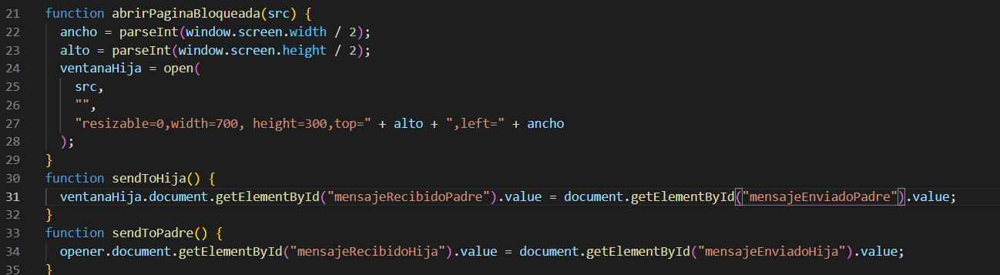 21 function abrirPaginaBloqueada(src) {
22 ancho = parseInt(window.screen.width / 2);
23 alto = parseInt(window.screen.height / 2);
24 ventanaHija = open(
25 src,
26 "",
27 "resizable=0,width=700, height=300,top=" + alto + ",left=" + ancho
28 );
29 }
30 function sendToHija() {
31 ventanaHija.document.getElementById("mensajeRecibidoPadre").value = document.getElementById("mensajeEnviadoPadre").value;
32 }
33 function sendToPadre() {
34 opener.document.getElementById("mensajeRecibidoHija").value = document.getElementById("mensajeEnviadoHija").value;
35 }